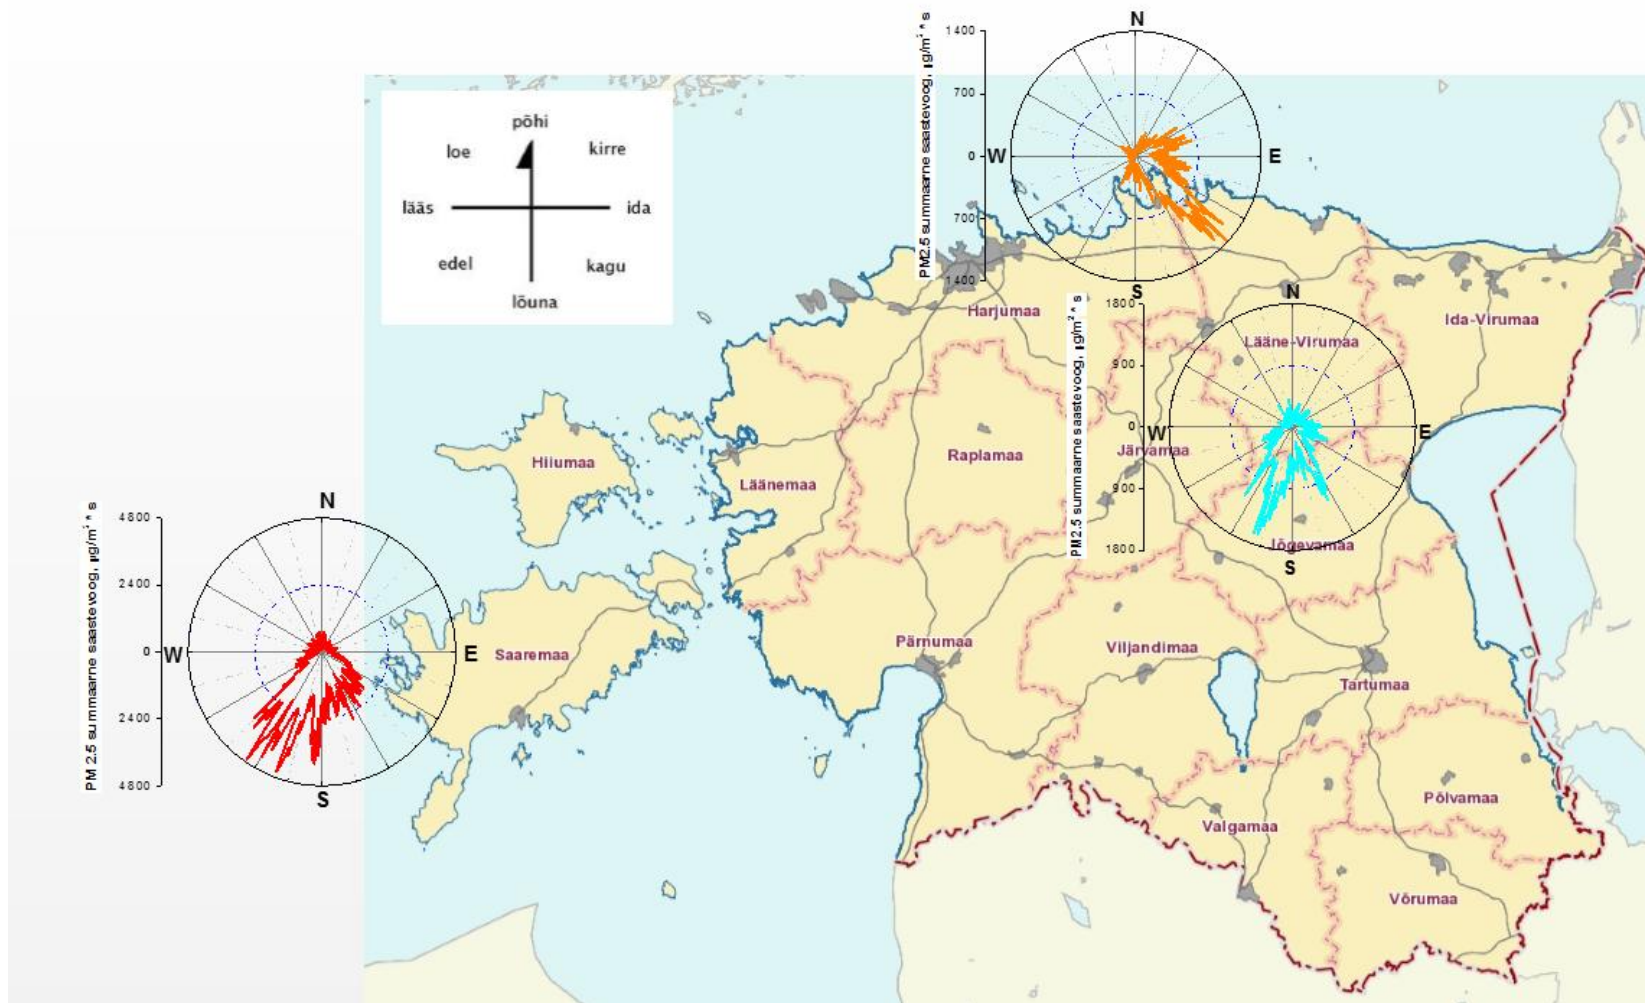 N
1400
700
0
W
E
700
1400
S
PM2.5 summaarne saastevoog, µg/m² * s
põhi
loe
kirre
lääs
ida
edel
kagu
lõuna
N
1800
900
0
W
E
900
1800
S
PM2.5 summaarne saastevoog, µg/m² * s
Harjumaa
Lääne-Virumaa
Ida-Virumaa
Hiiumaa
Läänemaa
Raplamaa
Järvamaa
Jõgevamaa
N
4800
2400
0
W
E
2400
4800
S
PM 2.5 summaarne saastevoog, µg/m² * s
Saaremaa
Pärnumaa
Viljandimaa
Tartumaa
Valgamaa
Põlvamaa
Võrumaa